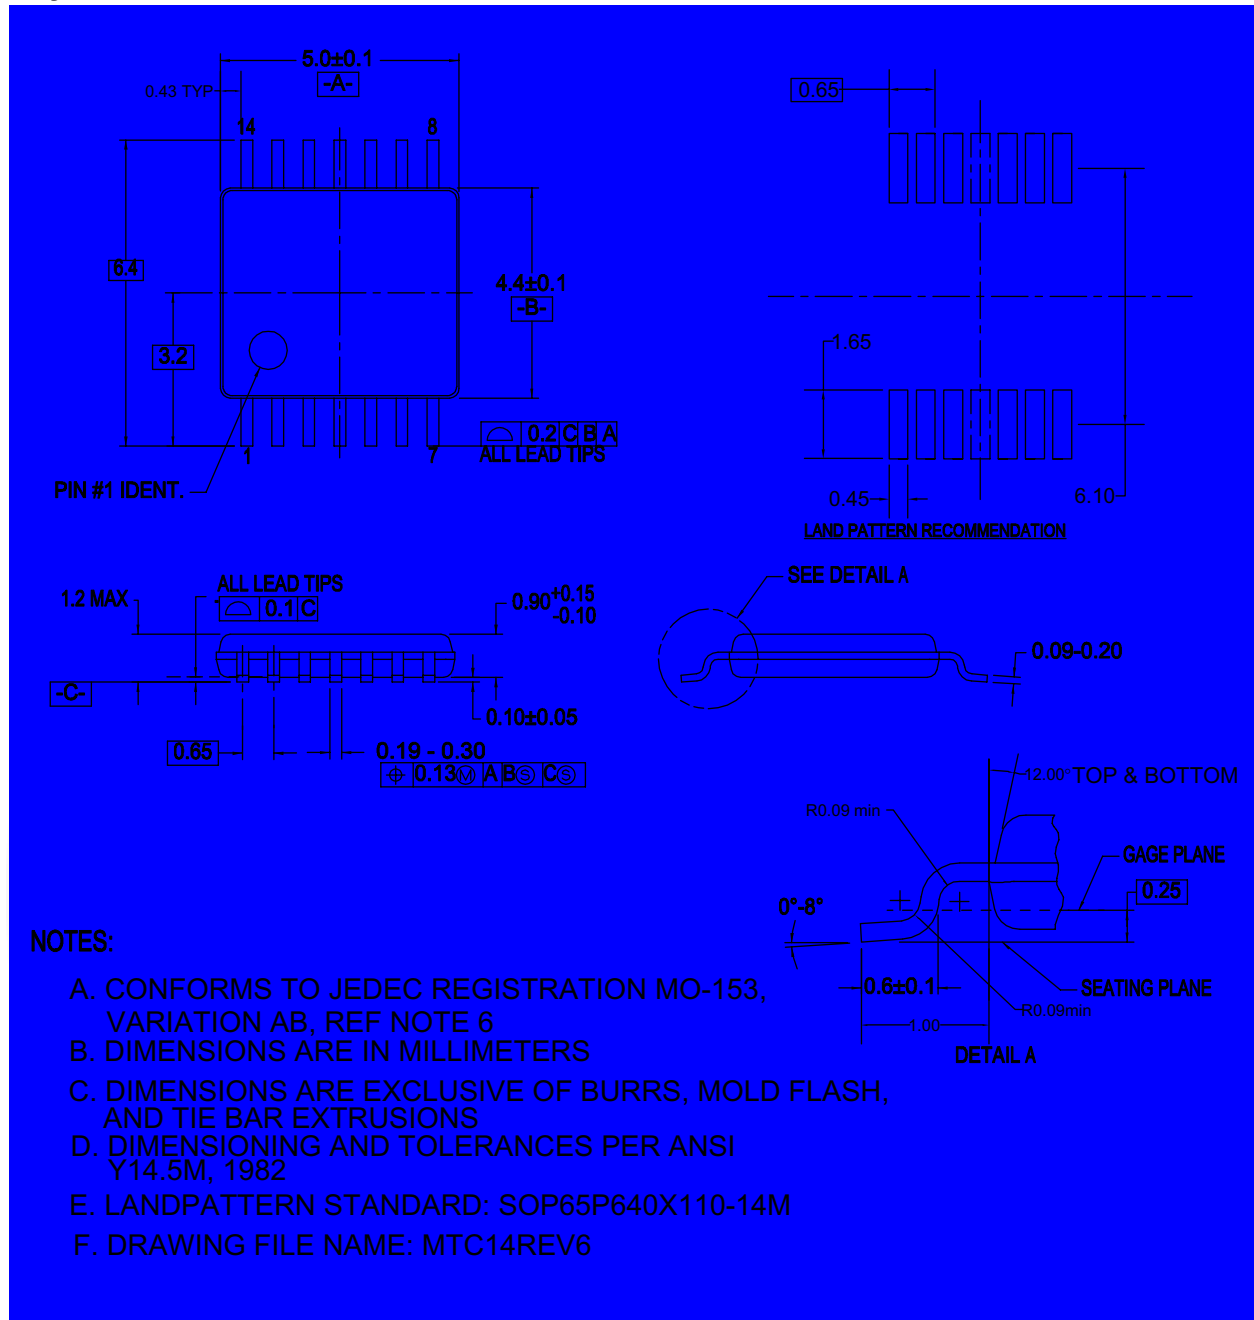 5.0±0.1
-A-
0.43 TYP
14
8
6.4
4.4±0.1
-B-
3.2
0.2 C B A
ALL LEAD TIPS
1
7
PIN #1 IDENT.
0.65
1.65
0.45
6.10
LAND PATTERN RECOMMENDATION
ALL LEAD TIPS
0.1 C
1.2 MAX
0.90 +0.15
-0.10
-C-
0.10±0.05
0.65
0.19 - 0.30
0.13 M A B S C S
SEE DETAIL A
0.09-0.20
12.00° TOP & BOTTOM
R0.09 min
GAGE PLANE
0.25
0°-8°
0.6±0.1
SEATING PLANE
R0.09min
1.00
DETAIL A
NOTES:
A. CONFORMS TO JEDEC REGISTRATION MO-153,
VARIATION AB, REF NOTE 6
B. DIMENSIONS ARE IN MILLIMETERS
C. DIMENSIONS ARE EXCLUSIVE OF BURRS, MOLD FLASH,
AND TIE BAR EXTRUSIONS
D. DIMENSIONING AND TOLERANCES PER ANSI
Y14.5M, 1982
E. LANDPATTERN STANDARD: SOP65P640X110-14M
F. DRAWING FILE NAME: MTC14REV6